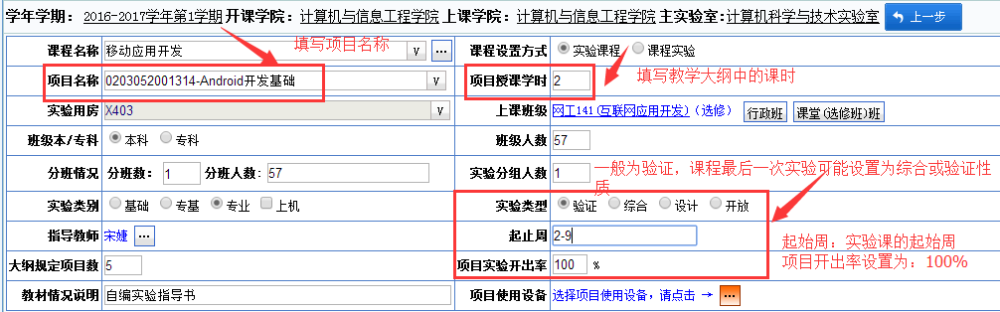 学年学期：2016-2017学年第1学期 开课学院：计算机与信息工程学院 上课学院：计算机与信息工程学院 主实验室:计算机科学与技术实验室 上一步
填写项目名称
课程名称 移动应用开发 v ... 课程设置方式 实验课程 课程实验
项目名称 0203052001314-Android开发基础 v 项目授课学时 2
填写教学大纲中的课时
实验用房 X403 v 上课班级 网工141(互联网应用开发)（选修） 行政班 课堂(选修班)班
班级本/专科 本科 专科 班级人数 57
分班情况 分班数： 1 分班人数: 57 实验分组人数 1
一般为验证，课程最后一次实验可能设置为综合或验证性
质
实验类别 基础 专基 专业 上机 实验类型 验证 综合 设计 开放
指导教师 宋婕 ... 起止周 2-9
起始周：实验课的起始周
项目开出率设置为：100%
大纲规定项目数 5 项目实验开出率 100 %
教材情况说明 自编实验指导书 项目使用设备 选择项目使用设备，请点击 → ...